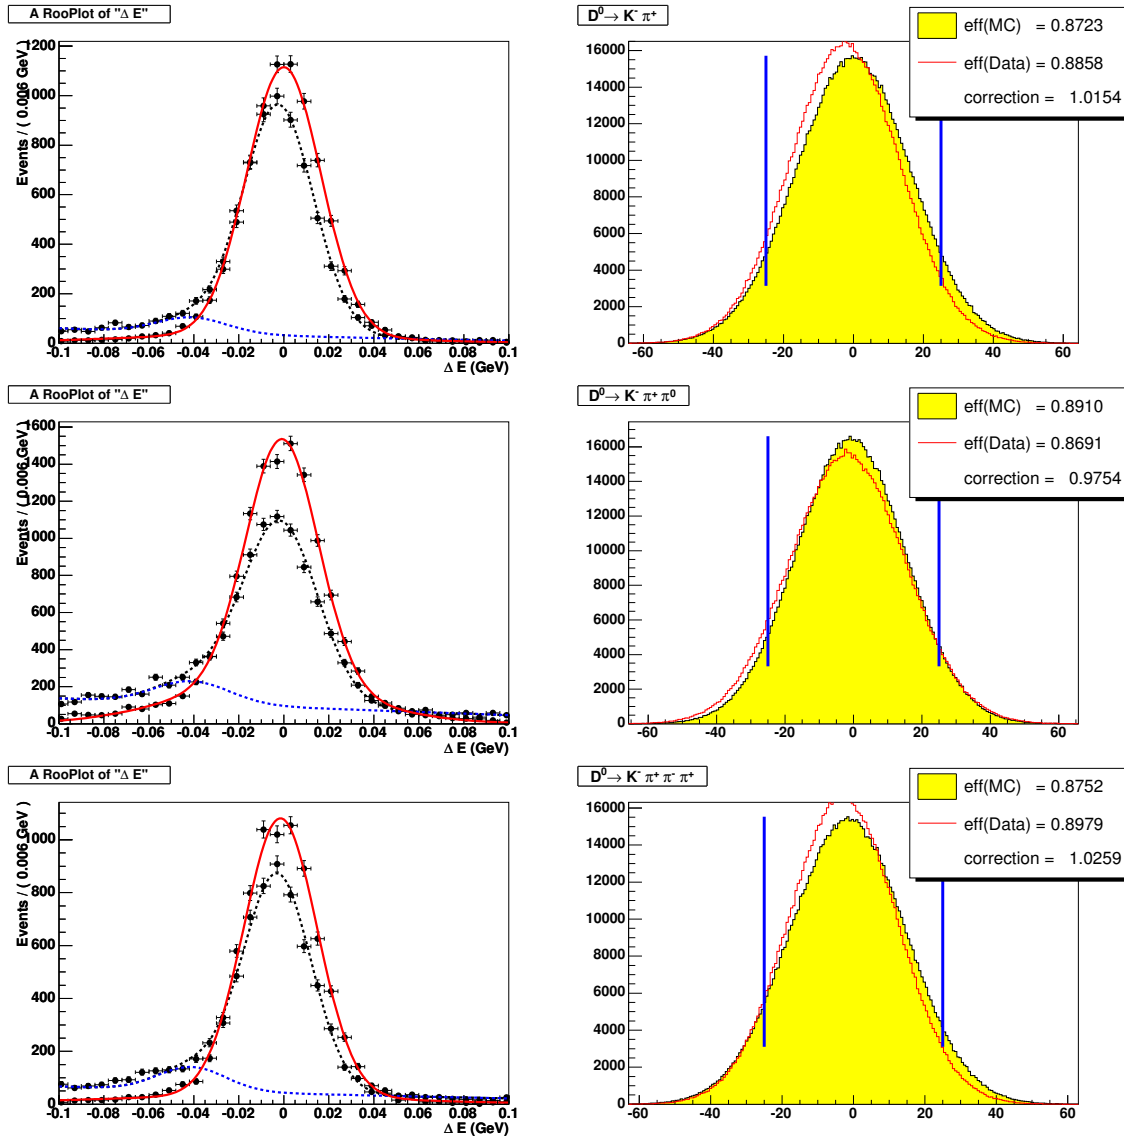 A RooPlot of "Δ E"
Events / ( 0.006 GeV )
1200
1000
800
600
400
200
0
-0.1 -0.08 -0.06 -0.04 -0.02 0 0.02 0.04 0.06 0.08 0.1
Δ E (GeV)
D⁰→ K⁻ π⁺
eff(MC) = 0.8723
eff(Data) = 0.8858
correction = 1.0154
16000
14000
12000
10000
8000
6000
4000
2000
0
-60 -40 -20 0 20 40 60
A RooPlot of "Δ E"
Events / ( 0.006 GeV )
1600
1400
1200
1000
800
600
400
200
0
-0.1 -0.08 -0.06 -0.04 -0.02 0 0.02 0.04 0.06 0.08 0.1
Δ E (GeV)
D⁰→ K⁻ π⁺ π⁰
eff(MC) = 0.8910
eff(Data) = 0.8691
correction = 0.9754
16000
14000
12000
10000
8000
6000
4000
2000
0
-60 -40 -20 0 20 40 60
A RooPlot of "Δ E"
Events / ( 0.006 GeV )
1000
800
600
400
200
0
-0.1 -0.08 -0.06 -0.04 -0.02 0 0.02 0.04 0.06 0.08 0.1
Δ E (GeV)
D⁰→ K⁻ π⁺ π⁻ π⁺
eff(MC) = 0.8752
eff(Data) = 0.8979
correction = 1.0259
16000
14000
12000
10000
8000
6000
4000
2000
0
-60 -40 -20 0 20 40 60